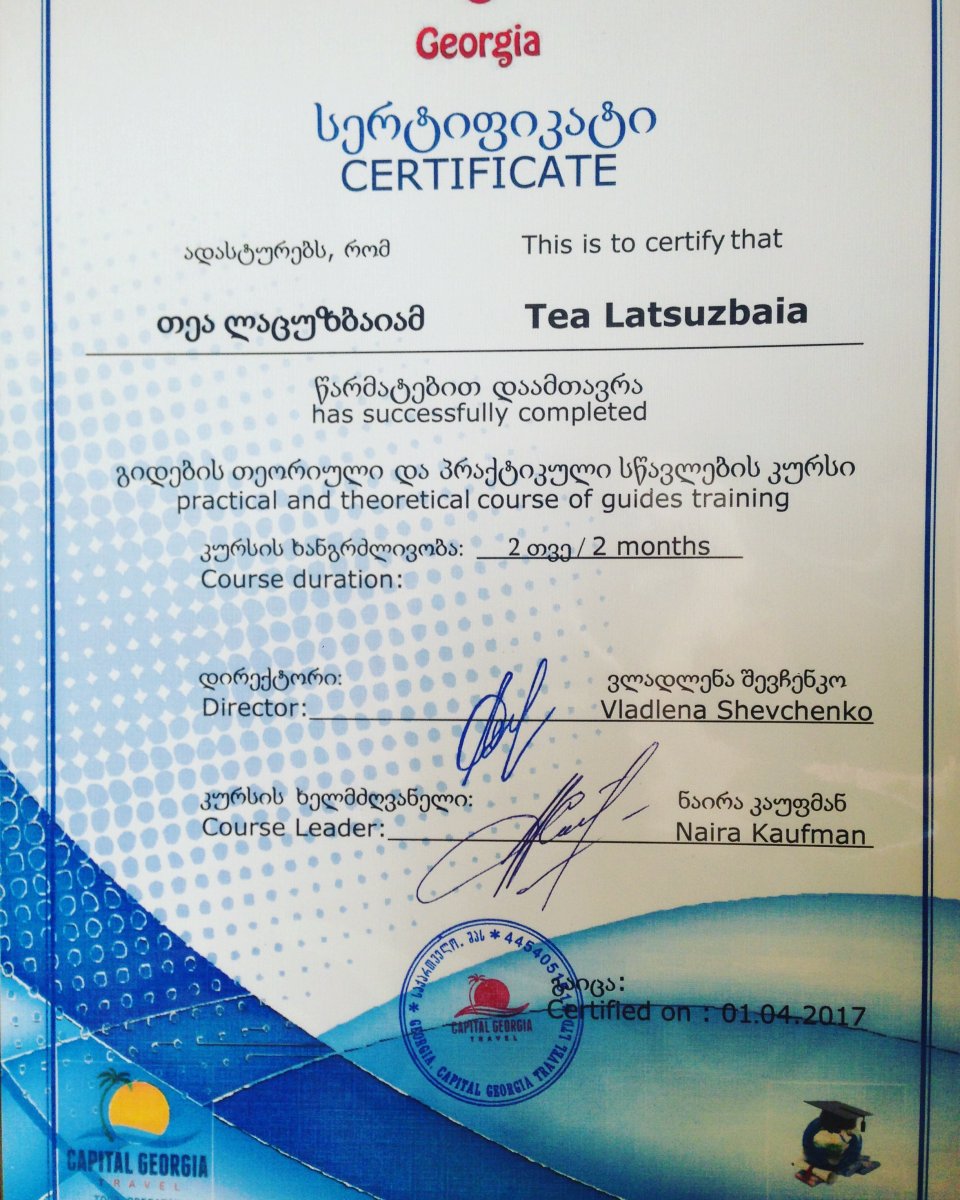 Georgia
სერტიფიკატი
CERTIFICATE
ადასტურებს, რომ
This is to certify that
თეა ლაცუზბაიამ
Tea Latsuzbaia
წარმატებით დაამთავრა
has successfully completed
გიდების თეორიული და პრაქტიკული სწავლების კურსი
practical and theoretical course of guides training
კურსის ხანგრძლივობა: 2 თვე / 2 months
Course duration:
დირექტორი: ვლადლენა შევჩენკო
Director: Vladlena Shevchenko
კურსის ხელმძღვანელი: ნაირა კაუფმან
Course Leader: Naira Kaufman
საქართველო. შპს
GEORGIA. CAPITAL GEORGIA TRAVEL LTD
CAPITAL GEORGIA
TRAVEL
Certified on : 01.04.2017
CAPITAL GEORGIA
TRAVEL